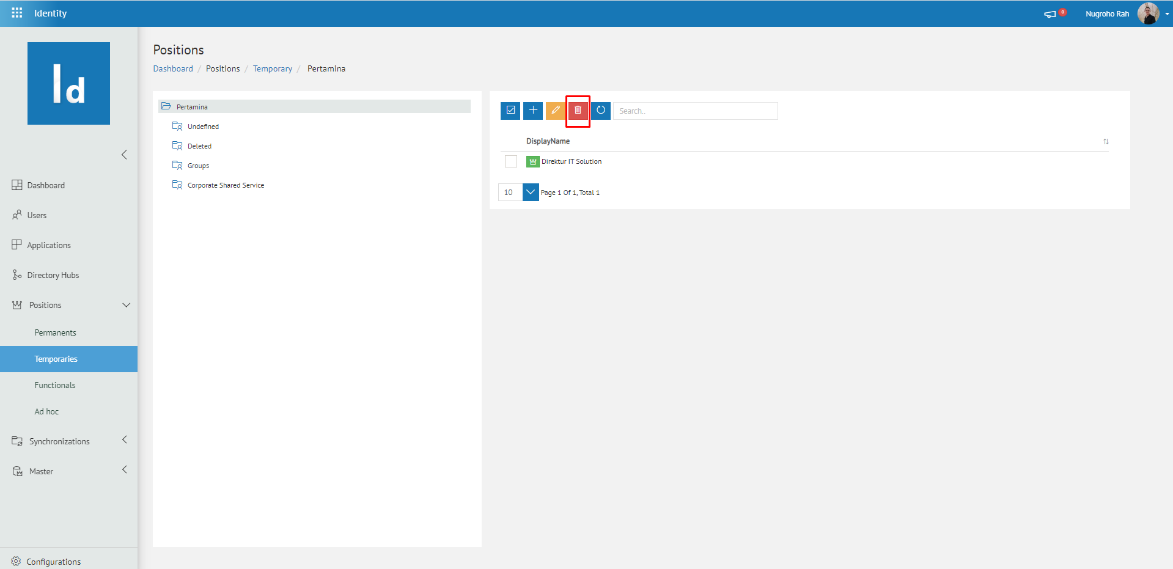 Identity
8
Nugroho Rah
Id
Positions
Dashboard / Positions / Temporary / Pertamina
Dashboard
Users
Applications
Directory Hubs
Positions
Permanents
Temporaries
Functionals
Ad hoc
Synchronizations
Master
Configurations
Pertamina
Undefined
Deleted
Groups
Corporate Shared Service
Search..
DisplayName
Direktur IT Solution
10
Page 1 Of 1, Total 1